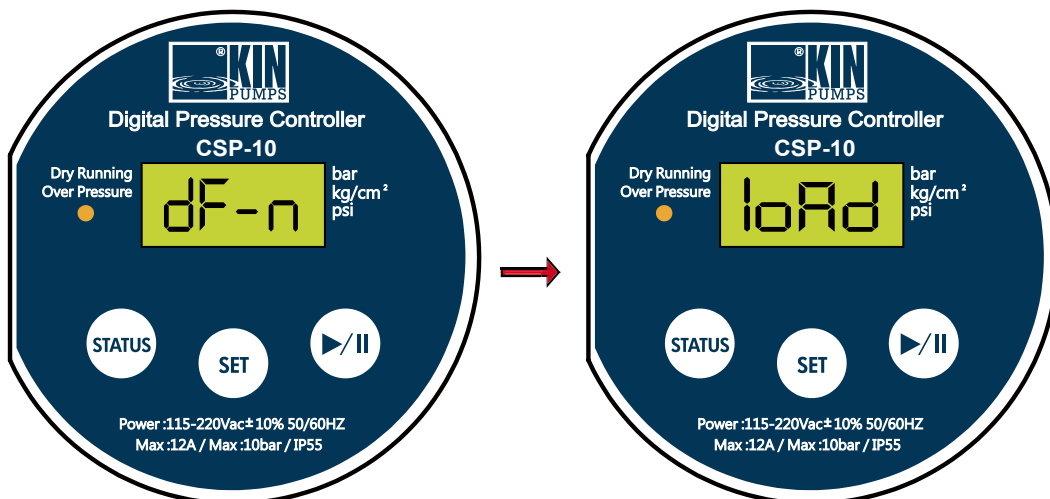 ® KIN
PUMPS
Digital Pressure Controller
CSP-10
Dry Running
Over Pressure
dF-n
bar
kg/cm²
psi
STATUS
SET
▶/II
Power :115-220Vac±10% 50/60HZ
Max :12A / Max :10bar / IP55
® KIN
PUMPS
Digital Pressure Controller
CSP-10
Dry Running
Over Pressure
loAd
bar
kg/cm²
psi
STATUS
SET
▶/II
Power :115-220Vac±10% 50/60HZ
Max :12A / Max :10bar / IP55